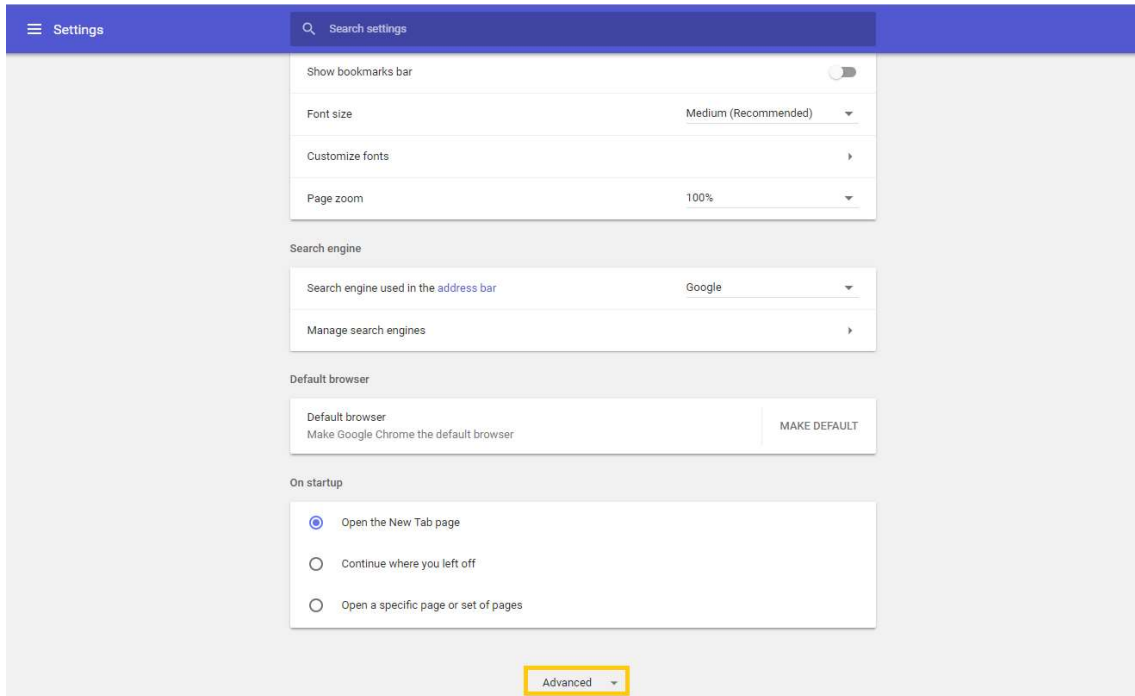 Settings
Search settings
Show bookmarks bar
Font size Medium (Recommended)
Customize fonts
Page zoom 100%
Search engine
Search engine used in the address bar Google
Manage search engines
Default browser
Default browser
Make Google Chrome the default browser
MAKE DEFAULT
On startup
Open the New Tab page
Continue where you left off
Open a specific page or set of pages
Advanced